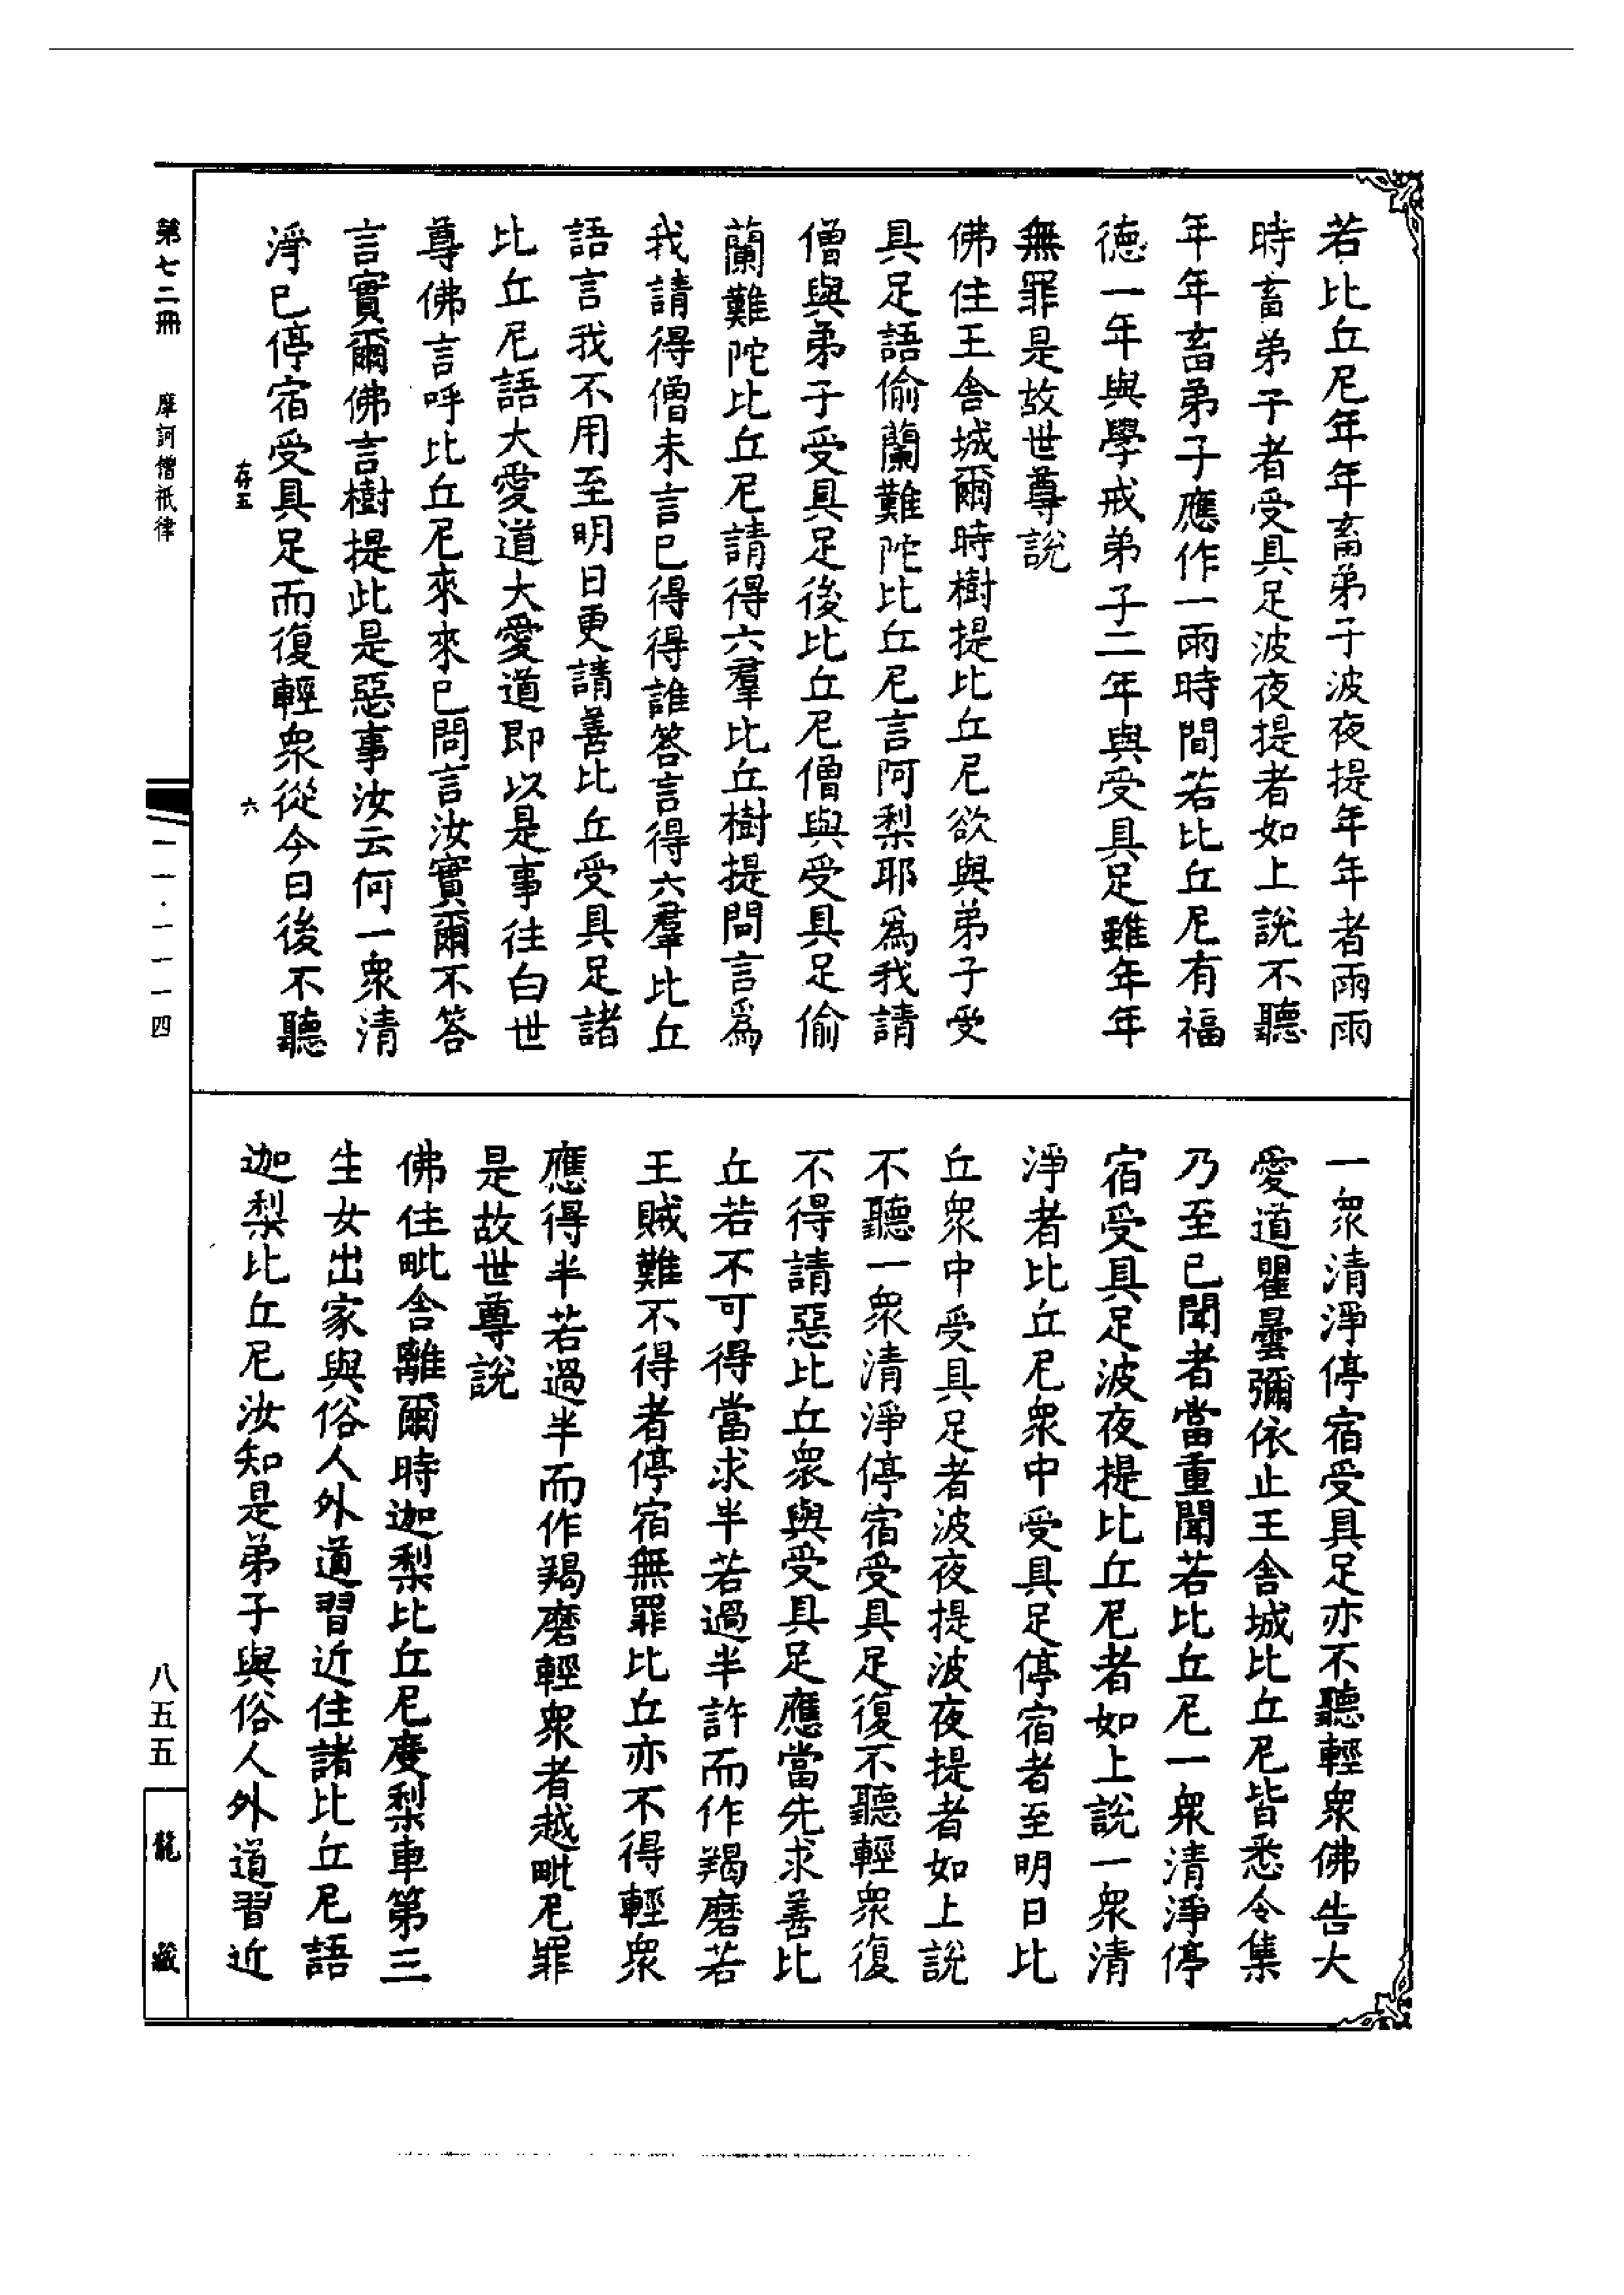 若比丘尼年年畜弟子波夜提年年者雨雨
時畜弟子者受具足波夜提者如上說不聽
年年畜弟子應作一雨時間若比丘尼有福
德一年與學戒弟子二年與受具足雖年年
無罪是故世尊說
佛住王舍城爾時樹提比丘尼欲與弟子受
具足語偷蘭難陀比丘尼言阿梨耶為我請
僧與弟子受具足後比丘尼僧與受具足偷
蘭難陀比丘尼請得六羣比丘樹提問言爲
我請得僧未言已得得誰答言得六羣比丘
語言我不用至明日更請善比丘受具足諸
比丘尼語大愛道大愛道即以是事往白世
尊佛言呼比丘尼來來已問言汝實爾不答
言實爾佛言樹提此是惡事汝云何一衆清
淨已停宿受具足而復輕衆從今日後不聽
存五
六
一衆清淨停宿受具足亦不聽輕衆佛告大
愛道瞿曇彌依止王舍城比丘尼皆悉令集
乃至已聞者當重聞若比丘尼一衆清淨停
宿受具足波夜提比丘尼者如上說一衆清
淨者比丘尼衆中受具足停宿者至明日比
丘衆中受具足者波夜提波夜提者如上說
不聽一衆清淨停宿受具足復不聽輕衆復
不得請惡比丘衆與受具足應當先求善比
丘若不可得當求半若過半許而作羯磨若
王賊難不得者停宿無罪比丘亦不得輕衆
應得半若過半而作羯磨輕衆者越毗尼罪
是故世尊說
佛住毗舍離爾時迦梨比丘尼度梨車第三
生女出家與俗人外道習近住諸比丘尼語
迦梨比丘尼汝知是弟子與俗人外道習近
第七二冊
摩訶僧祇律
一一·一一一四
八五五
龍藏